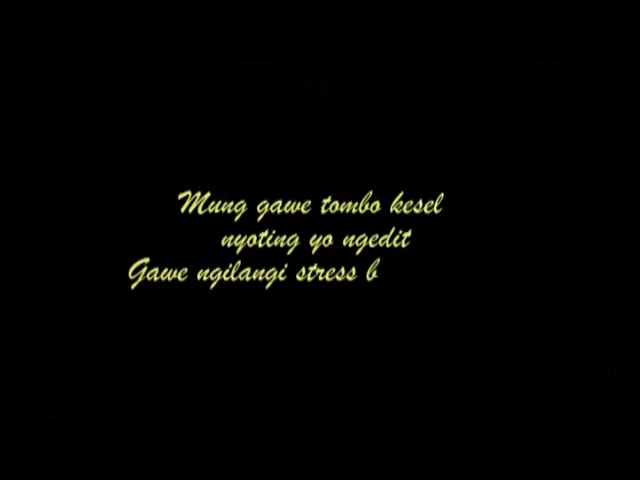 Mung gawe tombo kesel
nyoting yo ngedit
Gawe ngilangi stress b